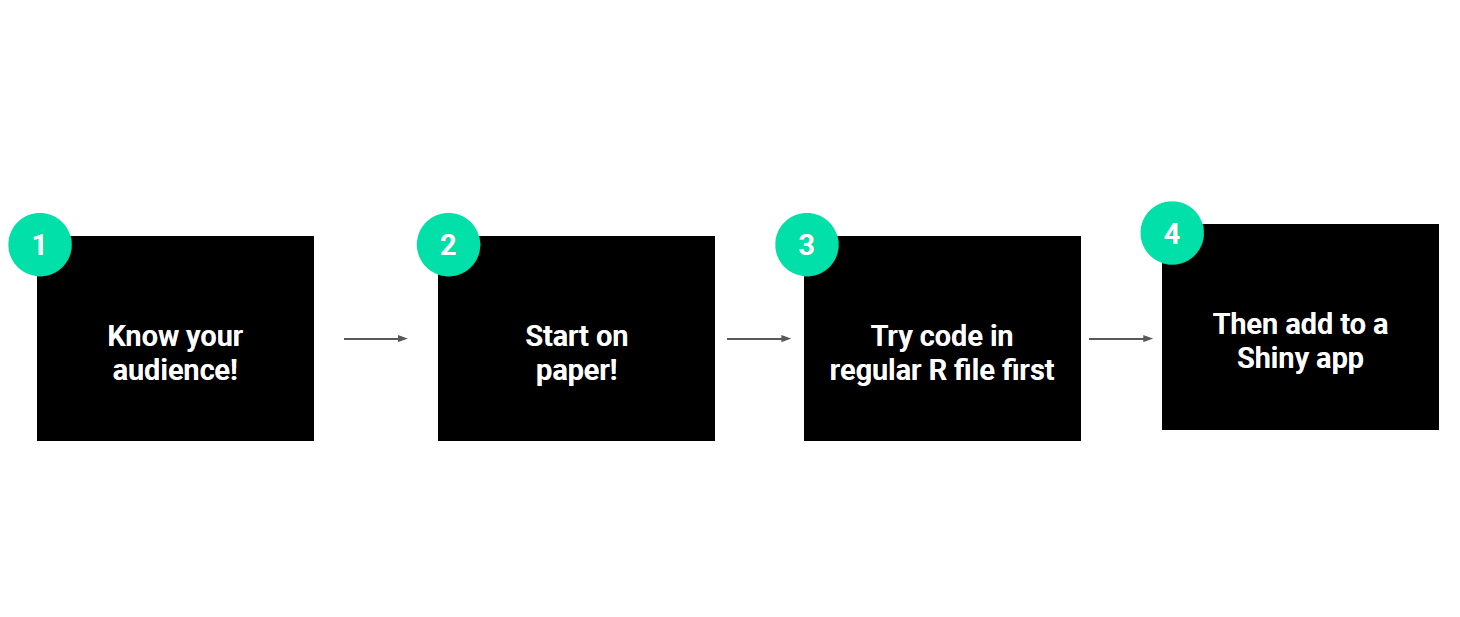 1
Know your
audience!
2
Start on
paper!
3
Try code in
regular R file first
4
Then add to a
Shiny app